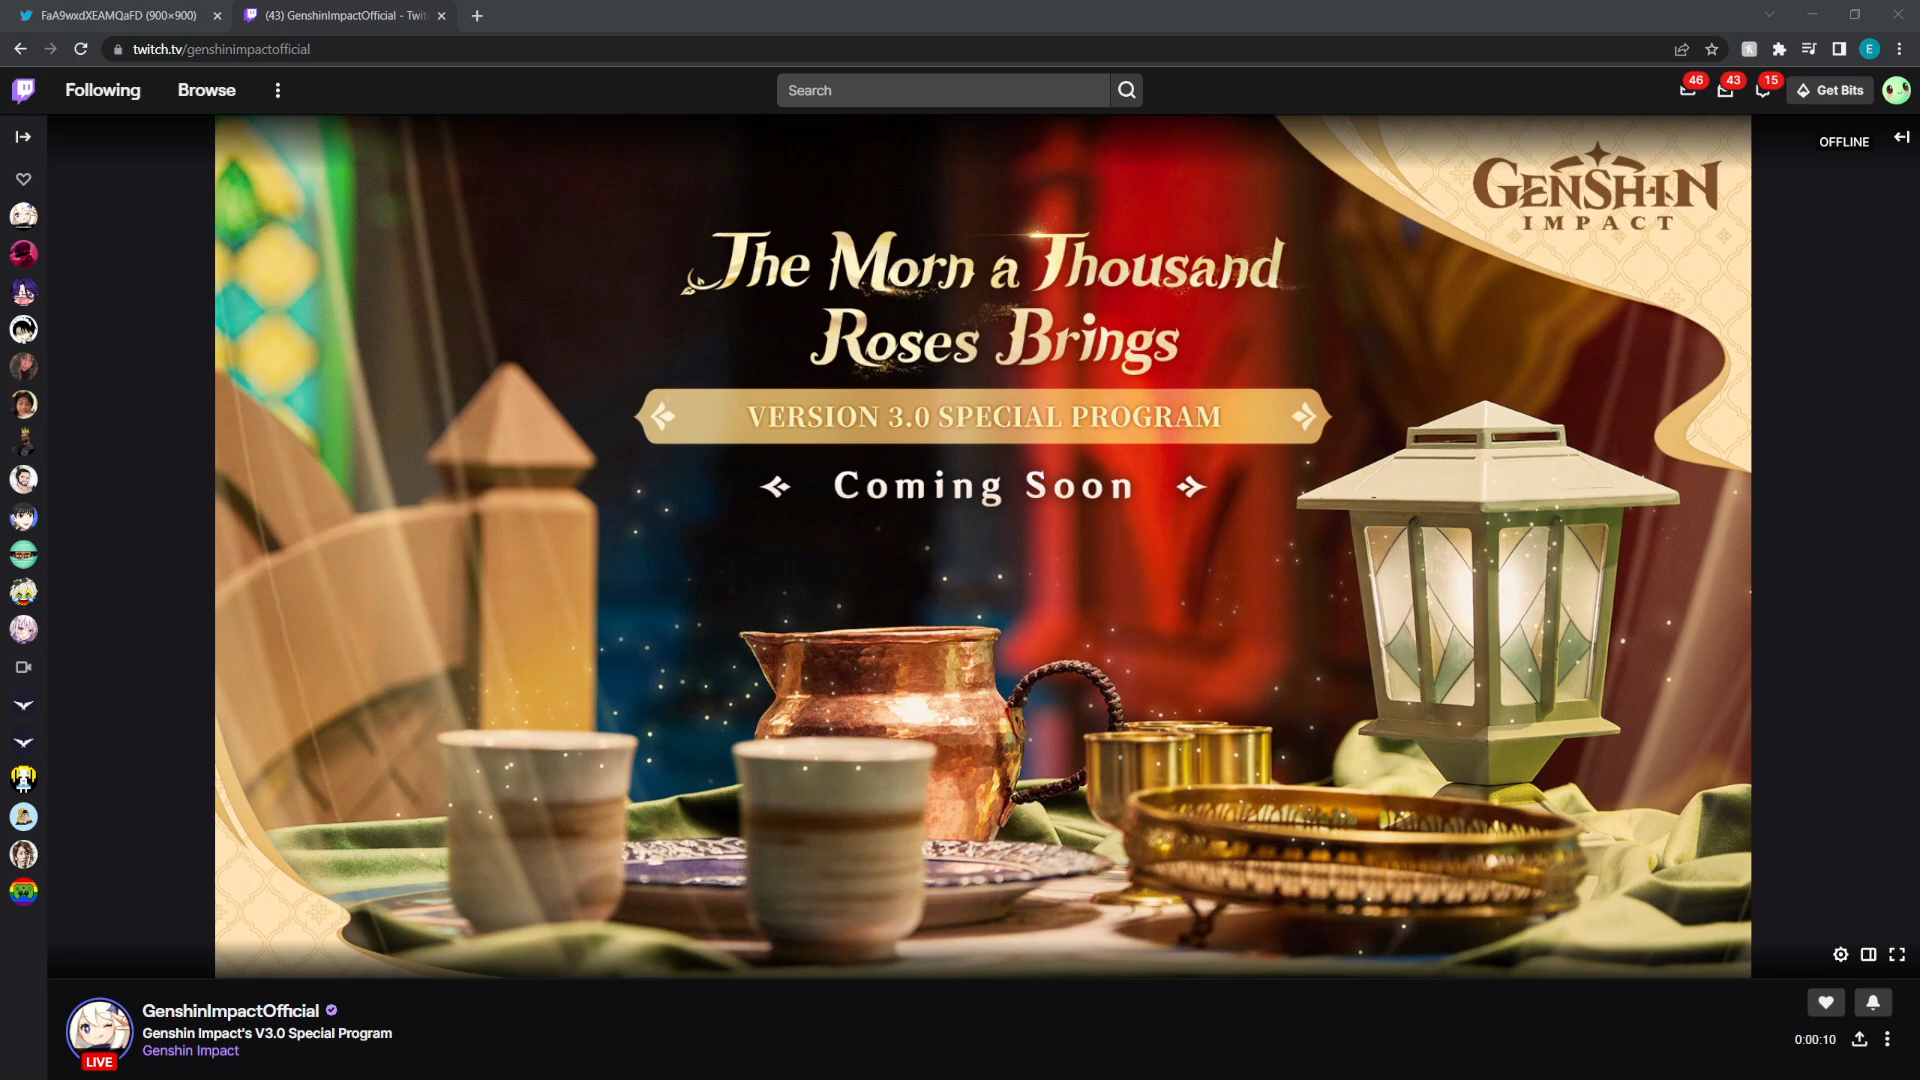 FaA9wxdXEAMQaFD (900×900)
(43) GenshinImpactOfficial - Twit
twitch.tv/genshinimpactofficial
E
Following
Browse
Search
46
43
15
Get Bits
OFFLINE
GENSHIN
IMPACT
The Morn a Thousand
Roses Brings
VERSION 3.0 SPECIAL PROGRAM
Coming Soon
GenshinImpactOfficial
Genshin Impact's V3.0 Special Program
Genshin Impact
LIVE
0:00:10